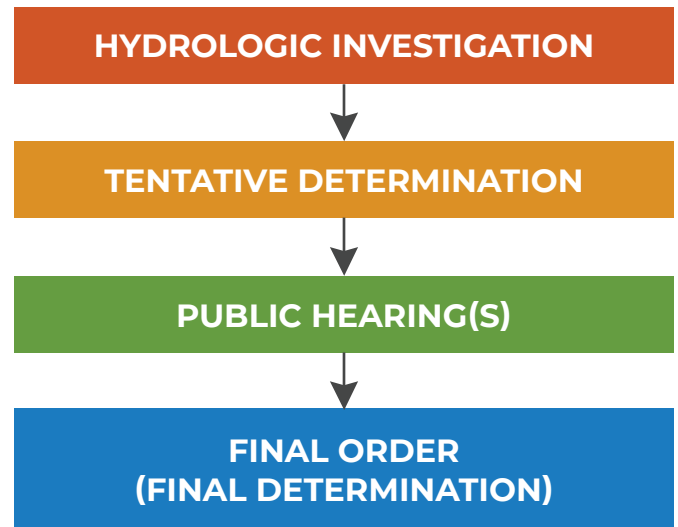 HYDROLOGIC INVESTIGATION
TENTATIVE DETERMINATION
PUBLIC HEARING(S)
FINAL ORDER
(FINAL DETERMINATION)